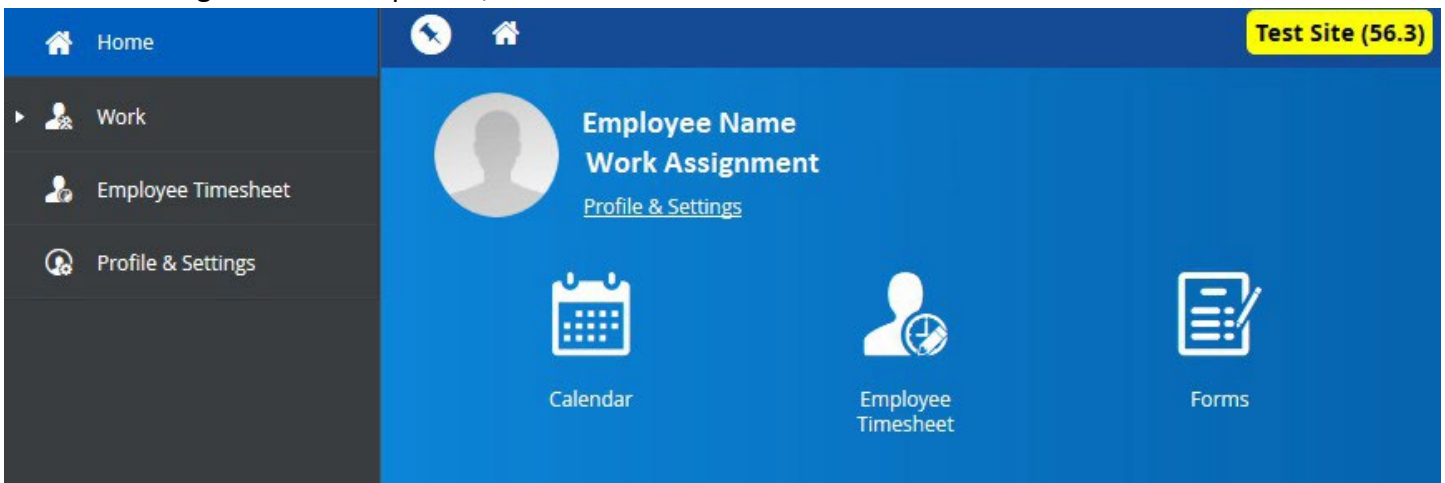 Home
Test Site (56.3)
Work
Employee Name
Work Assignment
Employee Timesheet
Profile & Settings
Profile & Settings
Calendar
Employee
Timesheet
Forms